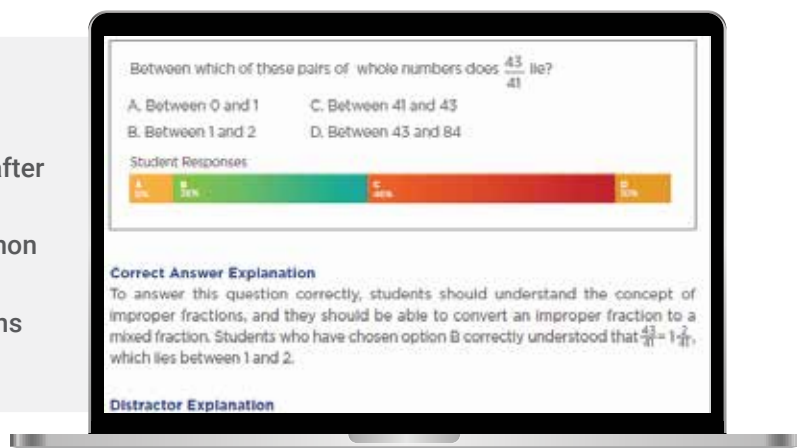 after
non
ns
Between which of these pairs of whole numbers does 43/41 lie?
A. Between 0 and 1 C. Between 41 and 43
B. Between 1 and 2 D. Between 43 and 84
Student Responses
A B C D
Correct Answer Explanation
To answer this question correctly, students should understand the concept of
improper fractions, and they should be able to convert an improper fraction to a
mixed fraction. Students who have chosen option B correctly understood that 43/41 = 1 2/41,
which lies between 1 and 2.
Distractor Explanation